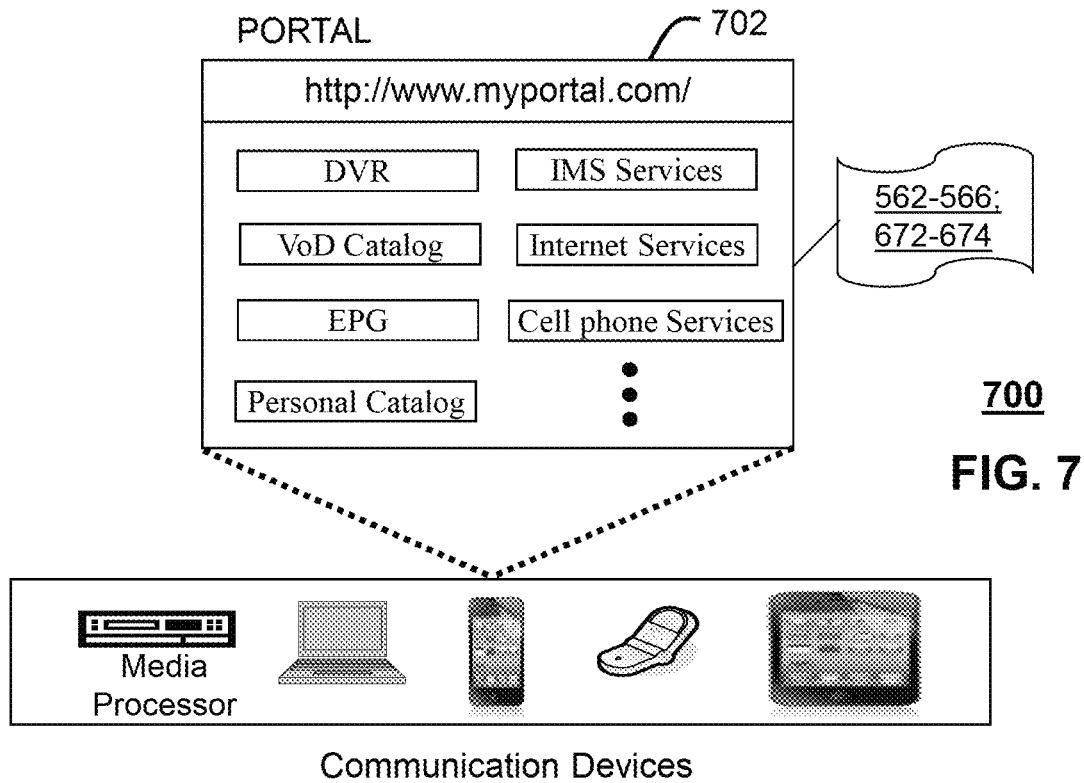 PORTAL
702
http://www.myportal.com/
DVR
IMS Services
VoD Catalog
Internet Services
EPG
Cell phone Services
Personal Catalog
562-566;
672-674
700
FIG. 7
Media
Processor
Communication Devices